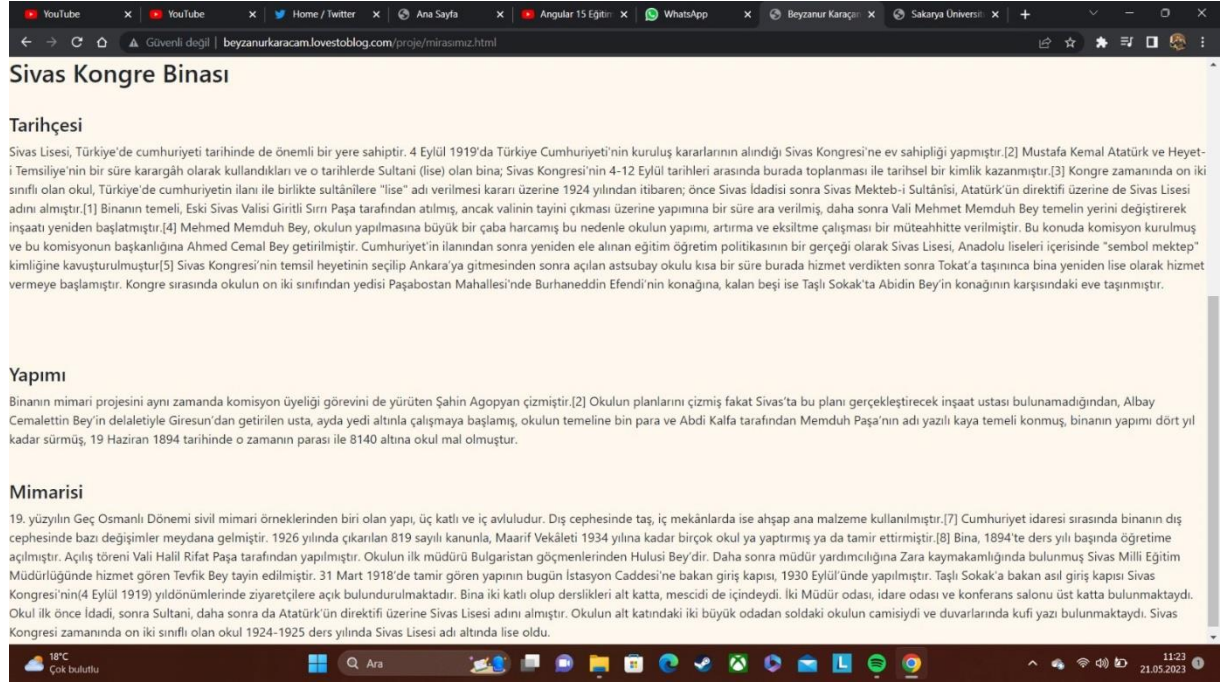 YouTube
YouTube
Home / Twitter
Ana Sayfa
Angular 15 Eğitim
WhatsApp
Beyzanur Karaçam
Sakarya Üniversite
Güvenli değil | beyzanurkaracam.lovestoblog.com/proje/mirasimiz.html
Sivas Kongre Binası
Tarihçesi
Sivas Lisesi, Türkiye'de cumhuriyeti tarihinde de önemli bir yere sahiptir. 4 Eylül 1919'da Türkiye Cumhuriyeti'nin kuruluş kararlarının alındığı Sivas Kongresi'ne ev sahipliği yapmıştır.[2] Mustafa Kemal Atatürk ve Heyet-
i Temsiliye'nin bir süre karargâh olarak kullandıkları ve o tarihlerde Sultani (lise) olan bina; Sivas Kongresi'nin 4-12 Eylül tarihleri arasında burada toplanması ile tarihsel bir kimlik kazanmıştır.[3] Kongre zamanında on iki
sınıflı olan okul, Türkiye'de cumhuriyetin ilanı ile birlikte sultânîlere "lise" adı verilmesi kararı üzerine 1924 yılından itibaren; önce Sivas İdadisi sonra Sivas Mekteb-i Sultânîsi, Atatürk'ün direktifi üzerine de Sivas Lisesi
adını almıştır.[1] Binanın temeli, Eski Sivas Valisi Giritli Sırrı Paşa tarafından atılmış, ancak valinin tayini çıkması üzerine yapımına bir süre ara verilmiş, daha sonra Vali Mehmet Memduh Bey temelin yerini değiştirerek
inşaatı yeniden başlatmıştır.[4] Mehmed Memduh Bey, okulun yapılmasına büyük bir çaba harcamış bu nedenle okulun yapımı, artırma ve eksiltme çalışması bir müteahhitte verilmiştir. Bu konuda komisyon kurulmuş
ve bu komisyonun başkanlığına Ahmed Cemal Bey getirilmiştir. Cumhuriyet'in ilanından sonra yeniden ele alınan eğitim öğretim politikasının bir gerçeği olarak Sivas Lisesi, Anadolu liseleri içerisinde "sembol mektep"
kimliğine kavuşturulmuştur[5] Sivas Kongresi'nin temsil heyetinin seçilip Ankara'ya gitmesinden sonra açılan astsubay okulu kısa bir süre burada hizmet verdikten sonra Tokat'a taşınınca bina yeniden lise olarak hizmet
vermeye başlamıştır. Kongre sırasında okulun on iki sınıfından yedisi Paşabostan Mahallesi'nde Burhaneddin Efendi'nin konağına, kalan beşi ise Taşlı Sokak'ta Abidin Bey'in konağının karşısındaki eve taşınmıştır.
Yapımı
Binanın mimari projesini aynı zamanda komisyon üyeliği görevini de yürüten Şahin Agopyan çizmiştir.[2] Okulun planlarını çizmiş fakat Sivas'ta bu planı gerçekleştirecek inşaat ustası bulunamadığından, Albay
Cemalettin Bey'in delaletiyle Giresun'dan getirilen usta, ayda yedi altınla çalışmaya başlamış, okulun temeline bin para ve Abdi Kalfa tarafından Memduh Paşa'nın adı yazılı kaya temeli konmuş, binanın yapımı dört yıl
kadar sürmüş, 19 Haziran 1894 tarihinde o zamanın parası ile 8140 altına okul mal olmuştur.
Mimarisi
19. yüzyılın Geç Osmanlı Dönemi sivil mimari örneklerinden biri olan yapı, üç katlı ve iç avluludur. Dış cephesinde taş, iç mekânlarda ise ahşap ana malzeme kullanılmıştır.[7] Cumhuriyet idaresi sırasında binanın dış
cephesinde bazı değişimler meydana gelmiştir. 1926 yılında çıkarılan 819 sayılı kanunla, Maarif Vekâleti 1934 yılına kadar birçok okul ya yaptırmış ya da tamir ettirmiştir.[8] Bina, 1894'te ders yılı başında öğretime
açılmıştır. Açılış töreni Vali Halil Rifat Paşa tarafından yapılmıştır. Okulun ilk müdürü Bulgaristan göçmenlerinden Hulusi Bey'dir. Daha sonra müdür yardımcılığına Zara kaymakamlığında bulunmuş Sivas Milli Eğitim
Müdürlüğünde hizmet gören Tevfik Bey tayin edilmiştir. 31 Mart 1918'de tamir gören yapının bugün İstasyon Caddesi'ne bakan giriş kapısı, 1930 Eylül'ünde yapılmıştır. Taşlı Sokak'a bakan asıl giriş kapısı Sivas
Kongresi'nin(4 Eylül 1919) yıldönümlerinde ziyaretçilere açık bulundurulmaktadır. Bina iki katlı olup derslikleri alt katta, mescidi de içindeydi. İki Müdür odası, idare odası ve konferans salonu üst katta bulunmaktaydı.
Okul ilk önce İdadi, sonra Sultani, daha sonra da Atatürk'ün direktifi üzerine Sivas Lisesi adını almıştır. Okulun alt katındaki iki büyük odadan soldaki okulun camisiydi ve duvarlarında kufi yazı bulunmaktaydı. Sivas
Kongresi zamanında on iki sınıflı olan okul 1924-1925 ders yılında Sivas Lisesi adı altında lise oldu.
18°C
Çok bulutlu
Ara
11:23
21.05.2023